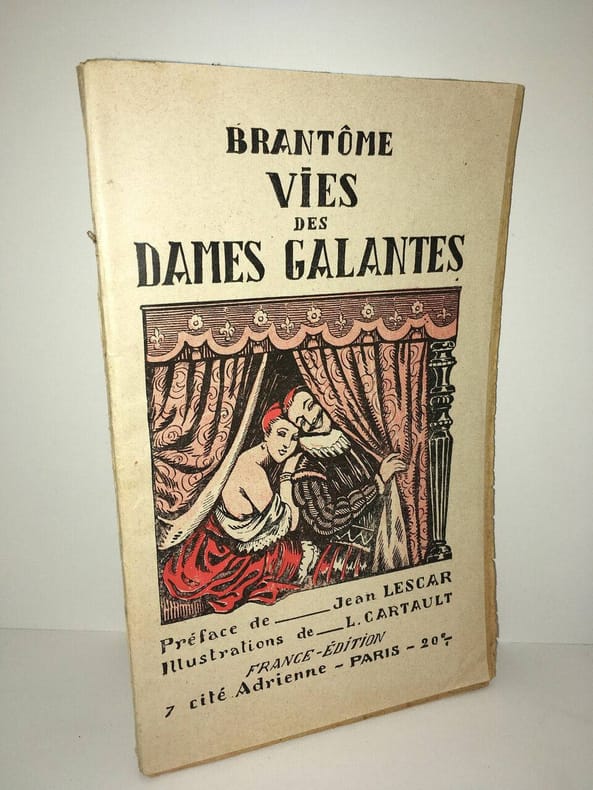 BRANTÔME
VIES
DES
DAMES GALANTES
Préface de Jean LESCAR
Illustrations de L. CARTAULT
FRANCE-ÉDITION
7 cité Adrienne - PARIS - 20e